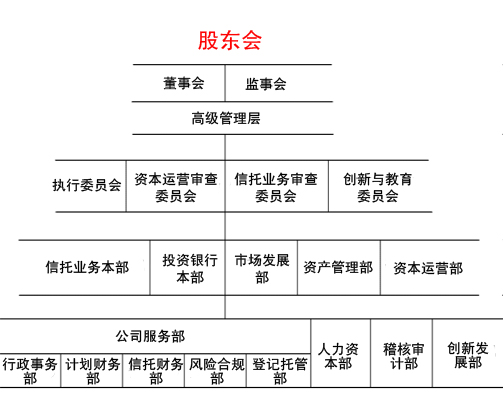 股东会
董事会 监事会
高级管理层
执行委员会 资本运营审查 信托业务审查 创新与教育
委员会 委员会 委员会
信托业务本部 投资银行 市场发展 资产管理部 资本运营部
本部 部
公司服务部
人力资 稽核审 创新发
本部 计部 展部
行政事务 计划财务 信托财务 风险合规 登记托管
部 部 部 部 部